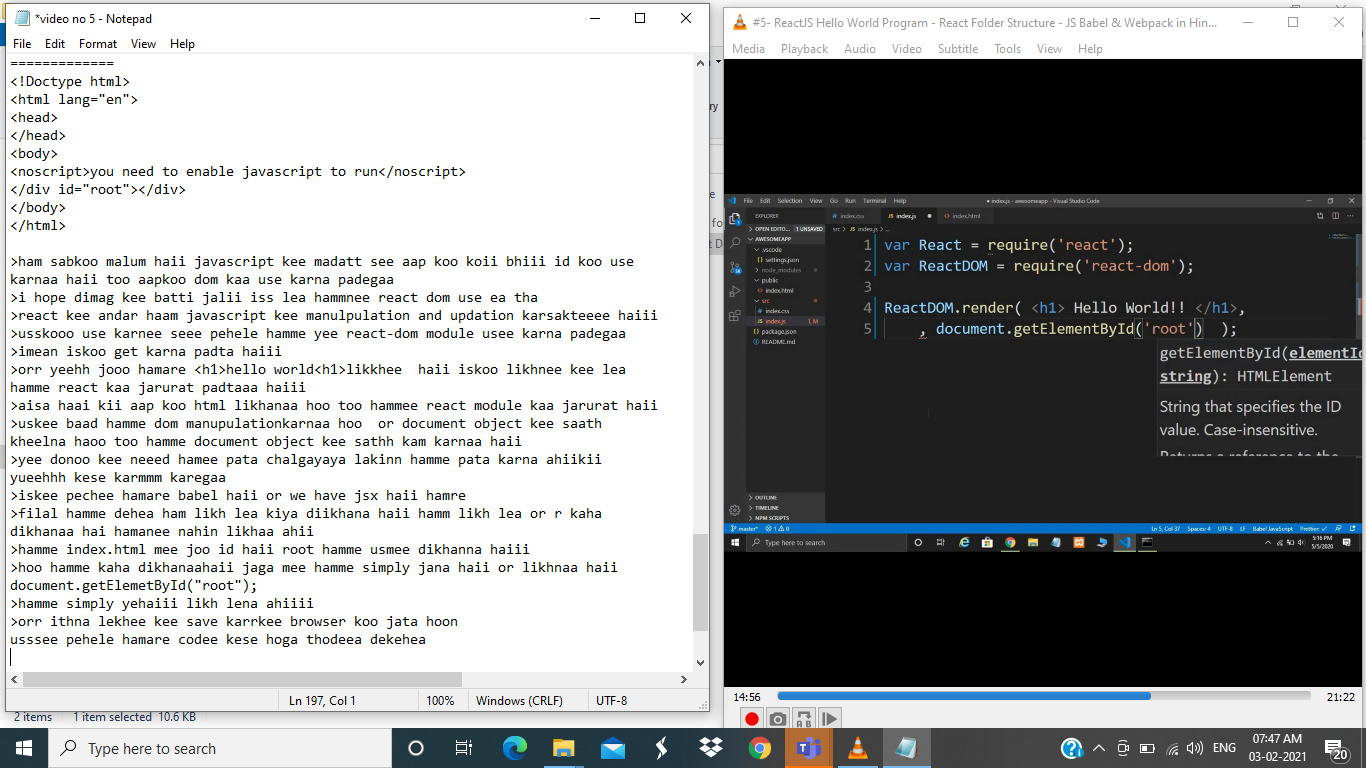 *video no 5 - Notepad
File Edit Format View Help
=============
<!Doctype html>
<html lang="en">
<head>
</head>
<body>
<noscript>you need to enable javascript to run</noscript>
</div id="root"></div>
</body>
</html>
>ham sabkoo malum haii javascript kee madatt see aap koo koii bhiii id koo use
karnaa haii too aapkoo dom kaa use karna padegaa
>i hope dimag kee batti jalii iss lea hammnee react dom use ea tha
>react kee andar haam javascript kee manulpulation and updation karsakteeee haiii
>usskoou use karnee seee pehele hamme yee react-dom module use karna padegaa
>imean iskoo get karna padta haiii
>orr yeehh jooo hamare <h1>hello world<h1>likkhee  haii iskoo likhnee kee lea
hamme react kaa jarurat padtaaa haiii
>aisa haai kii aap koo html likhanaa hoo too hammee react module kaa jarurat haii
>uskee baad hamme dom manupulationkarnaa hoo  or document object kee saath
kheelna haoo too hamme document object kee sathh kam karnaa haii
>yee donoo kee neeed hamee pata chalgayaya lakinn hamme pata karna ahiikii
yueehhh kese karmmm karegaa
>iskee pechee hamare babel haii or we have jsx haii hamre
>filal hamme dehea ham likh lea kiya diikhana haii hamm likh lea or r kaha
dikhanaa hai hamanee nahin likhaa ahii
>hamme index.html mee joo id haii root hamme usmee dikhanna haiii
>hoo hamme kaha dikhanaahaii jaga mee hamme simply jana haii or likhnaa haii
document.getElemetById("root");
>hamme simply yehaiii likh lena ahiiii
>orr ithna lekhee kee save karrkee browser koo jata hoon
usssee pehele hamare codee kese hoga thodeea dekehea
Ln 197, Col 1 100% Windows (CRLF) UTF-8
2 items 1 item selected 10.6 KB
#5- ReactJS Hello World Program - React Folder Structure - JS Babel & Webpack in Hin...
Media Playback Audio Video Subtitle Tools View Help
File Edit Selection View Go Run Terminal Help
● index.js - awesomeapp - Visual Studio Code
EXPLORER
OPEN EDITO... 1 UNSAVED
AWESOMEAPP
.vscode
settings.json
node_modules
public
index.html
src
index.css
index.js 1, M
package.json
README.md
OUTLINE
TIMELINE
NPM SCRIPTS
index.css JS index.js ● index.html
src > JS index.js > ...
1 var React = require('react');
2 var ReactDOM = require('react-dom');
3
4 ReactDOM.render( <h1> Hello World!! </h1>,
5 , document.getElementById('root')  );
getElementById(elementId
string): HTMLElement
String that specifies the ID
value. Case-insensitive.
Returns a reference to the
master* 1 0 Ln 5, Col 37 Spaces: 4 UTF-8 LF Babel JavaScript Prettier: ✓
Type here to search
5:16 PM
5/5/2020
14:56 21:22
Type here to search
ENG
07:47 AM
03-02-2021
20